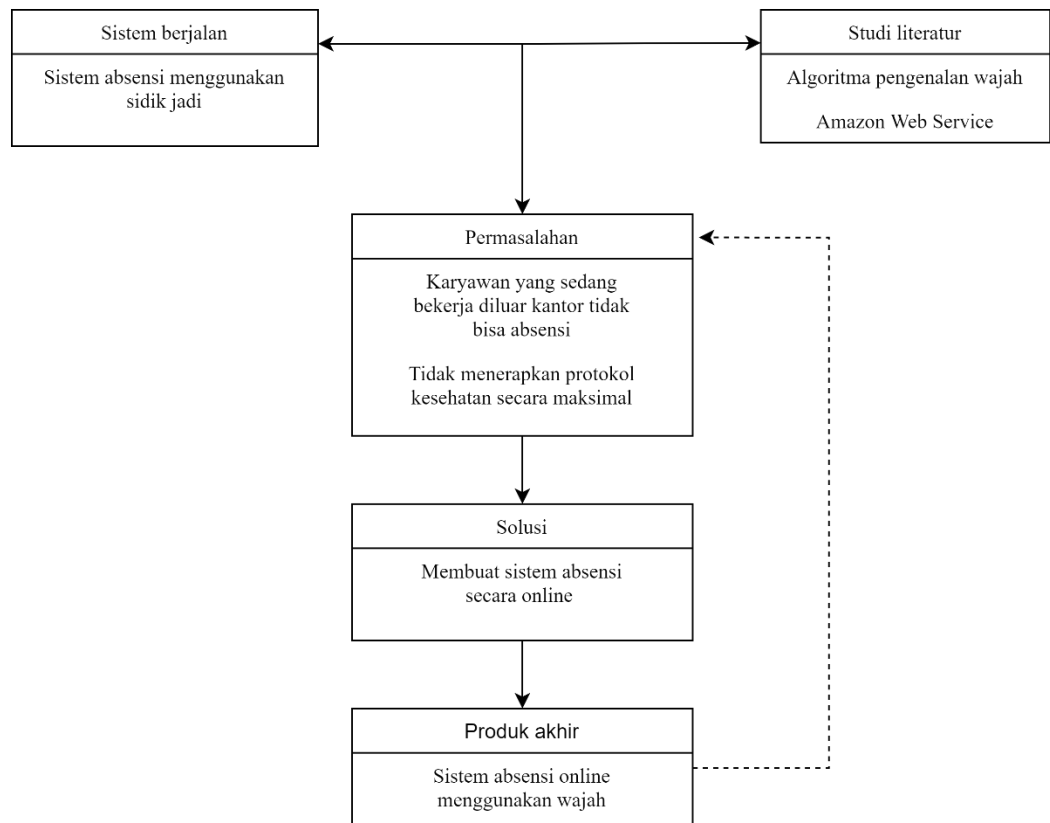 Sistem berjalan
Sistem absensi menggunakan
sidik jadi
Studi literatur
Algoritma pengenalan wajah
Amazon Web Service
Permasalahan
Karyawan yang sedang
bekerja diluar kantor tidak
bisa absensi
Tidak menerapkan protokol
kesehatan secara maksimal
Solusi
Membuat sistem absensi
secara online
Produk akhir
Sistem absensi online
menggunakan wajah